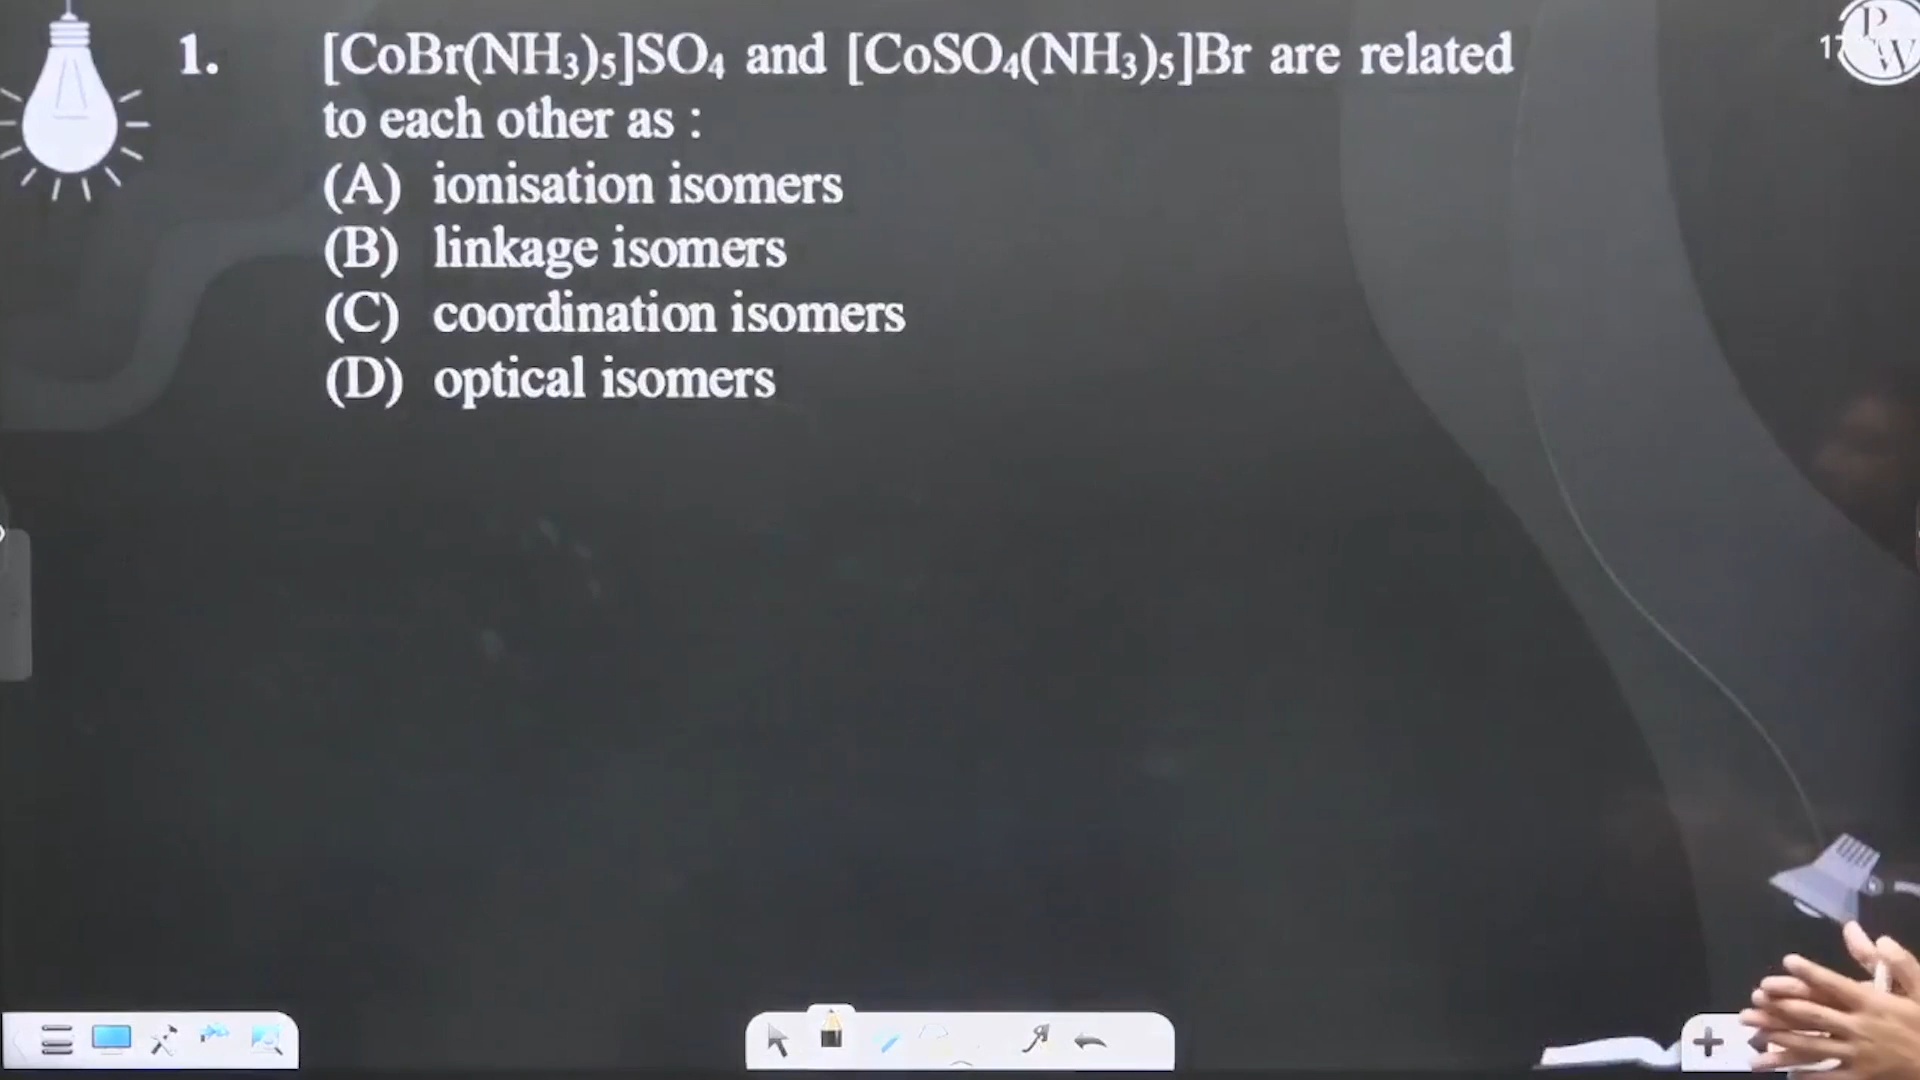 1. [CoBr(NH₃)₅]SO₄ and [CoSO₄(NH₃)₅]Br are related
to each other as :
(A) ionisation isomers
(B) linkage isomers
(C) coordination isomers
(D) optical isomers
PW